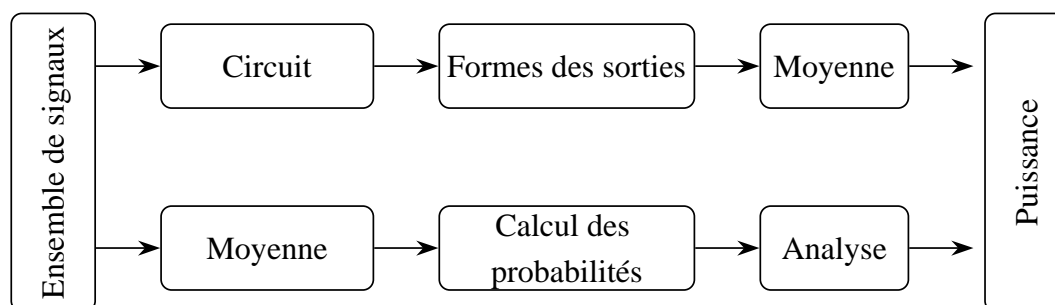 Ensemble de signaux
Circuit
Formes des sorties
Moyenne
Moyenne
Calcul des
probabilités
Analyse
Puissance